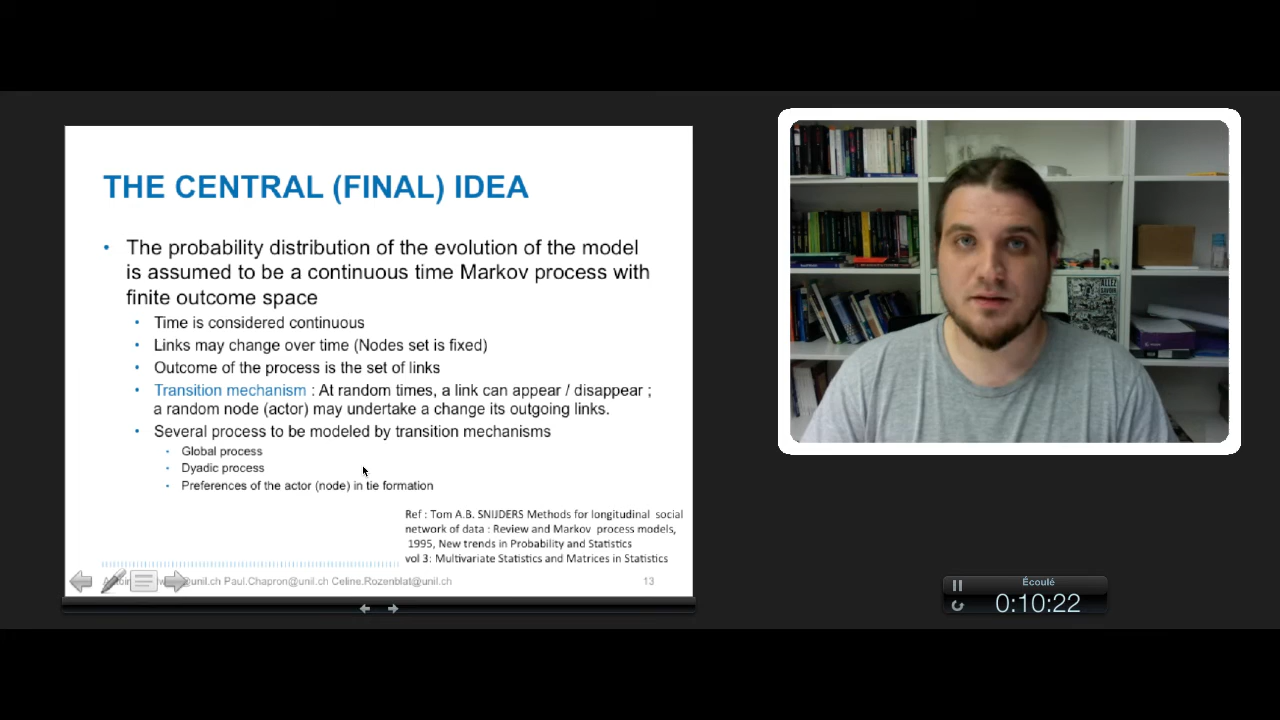 THE CENTRAL (FINAL) IDEA
• The probability distribution of the evolution of the model
is assumed to be a continuous time Markov process with
finite outcome space
• Time is considered continuous
• Links may change over time (Nodes set is fixed)
• Outcome of the process is the set of links
• Transition mechanism : At random times, a link can appear / disappear ;
a random node (actor) may undertake a change its outgoing links.
• Several process to be modeled by transition mechanisms
• Global process
• Dyadic process
• Preferences of the actor (node) in tie formation
Ref : Tom A.B. SNIJDERS Methods for longitudinal social
network of data : Review and Markov process models,
1995, New trends in Probability and Statistics
vol 3: Multivariate Statistics and Matrices in Statistics
@unil.ch Paul.Chapron@unil.ch Celine.Rozenblat@unil.ch 13
Écoulé
0:10:22